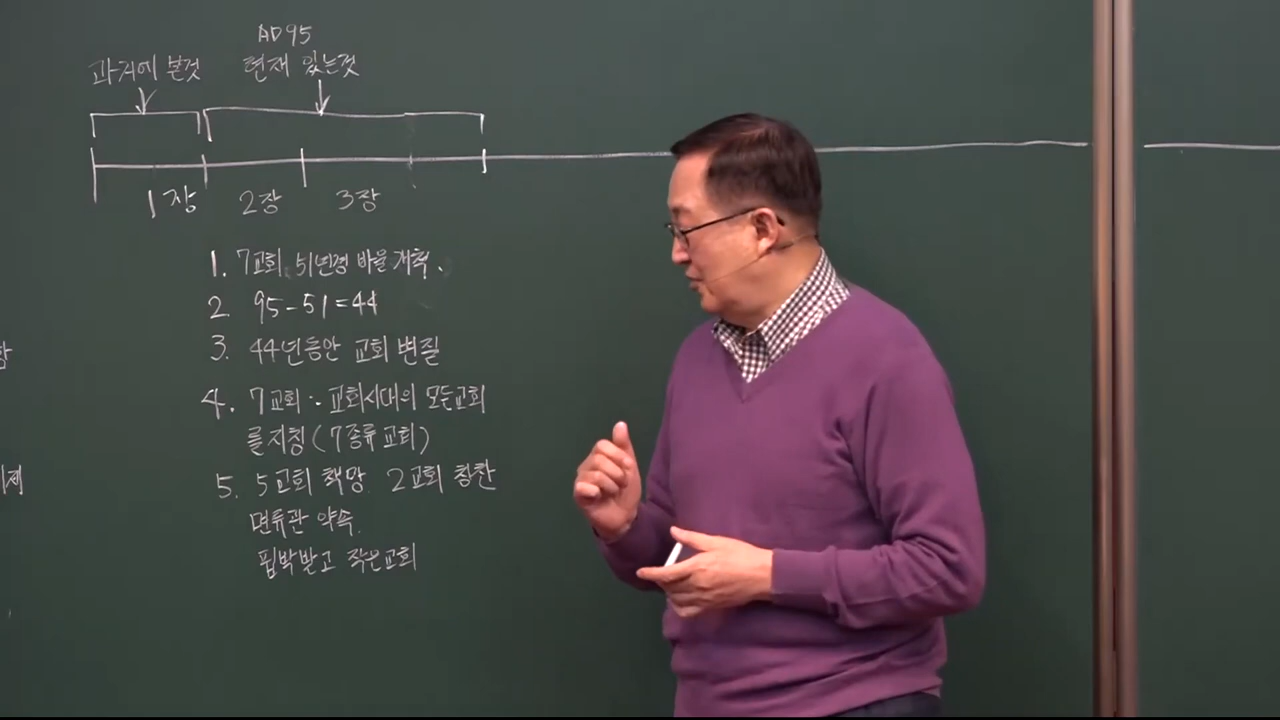 AD95
과거에 본것 현재 있는것
1장 2장 3장
1. 7교회 51년경 바울 개척.
2. 95-51=44
3. 44년동안 교회 변질
4. 7교회: 교회시대의 모든교회
를 지칭(7종류 교회)
5. 5교회 책망. 2교회 칭찬
면류관 약속.
핍박받고 작은교회